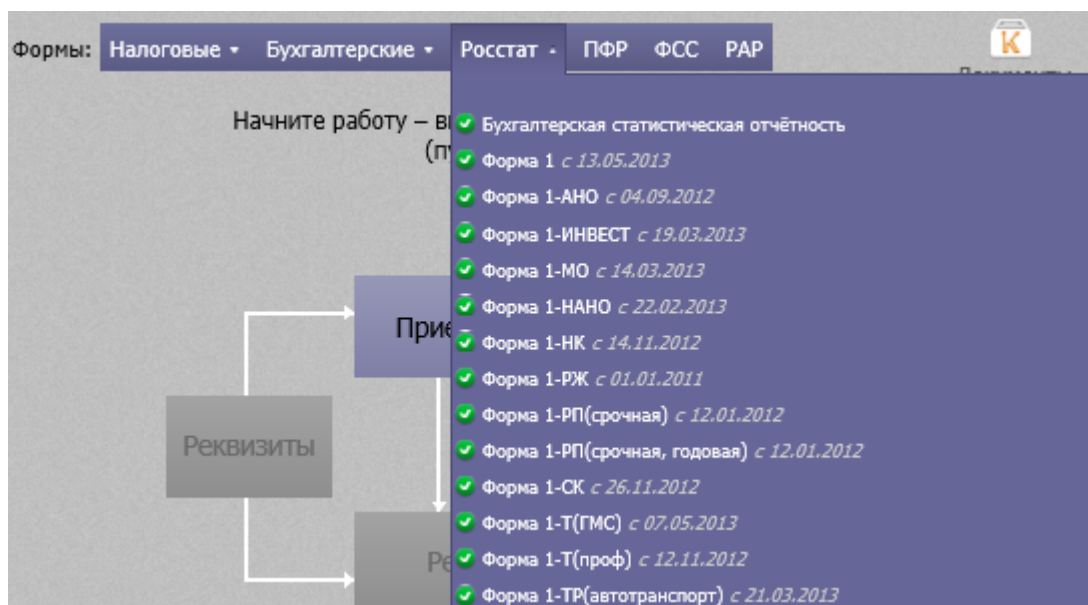 Формы: Налоговые Бухгалтерские Росстат ПФР ФСС РАР
К
Начните работу –
Бухгалтерская статистическая отчётность
Форма 1 с 13.05.2013
Форма 1-АНО с 04.09.2012
Форма 1-ИНВЕСТ с 19.03.2013
Форма 1-МО с 14.03.2013
Форма 1-НАНО с 22.02.2013
Форма 1-НК с 14.11.2012
Форма 1-РЖ с 01.01.2011
Форма 1-РП(срочная) с 12.01.2012
Форма 1-РП(срочная, годовая) с 12.01.2012
Форма 1-СК с 26.11.2012
Форма 1-Т(ГМС) с 07.05.2013
Форма 1-Т(проф) с 12.11.2012
Форма 1-ТР(автотранспорт) с 21.03.2013
Реквизиты